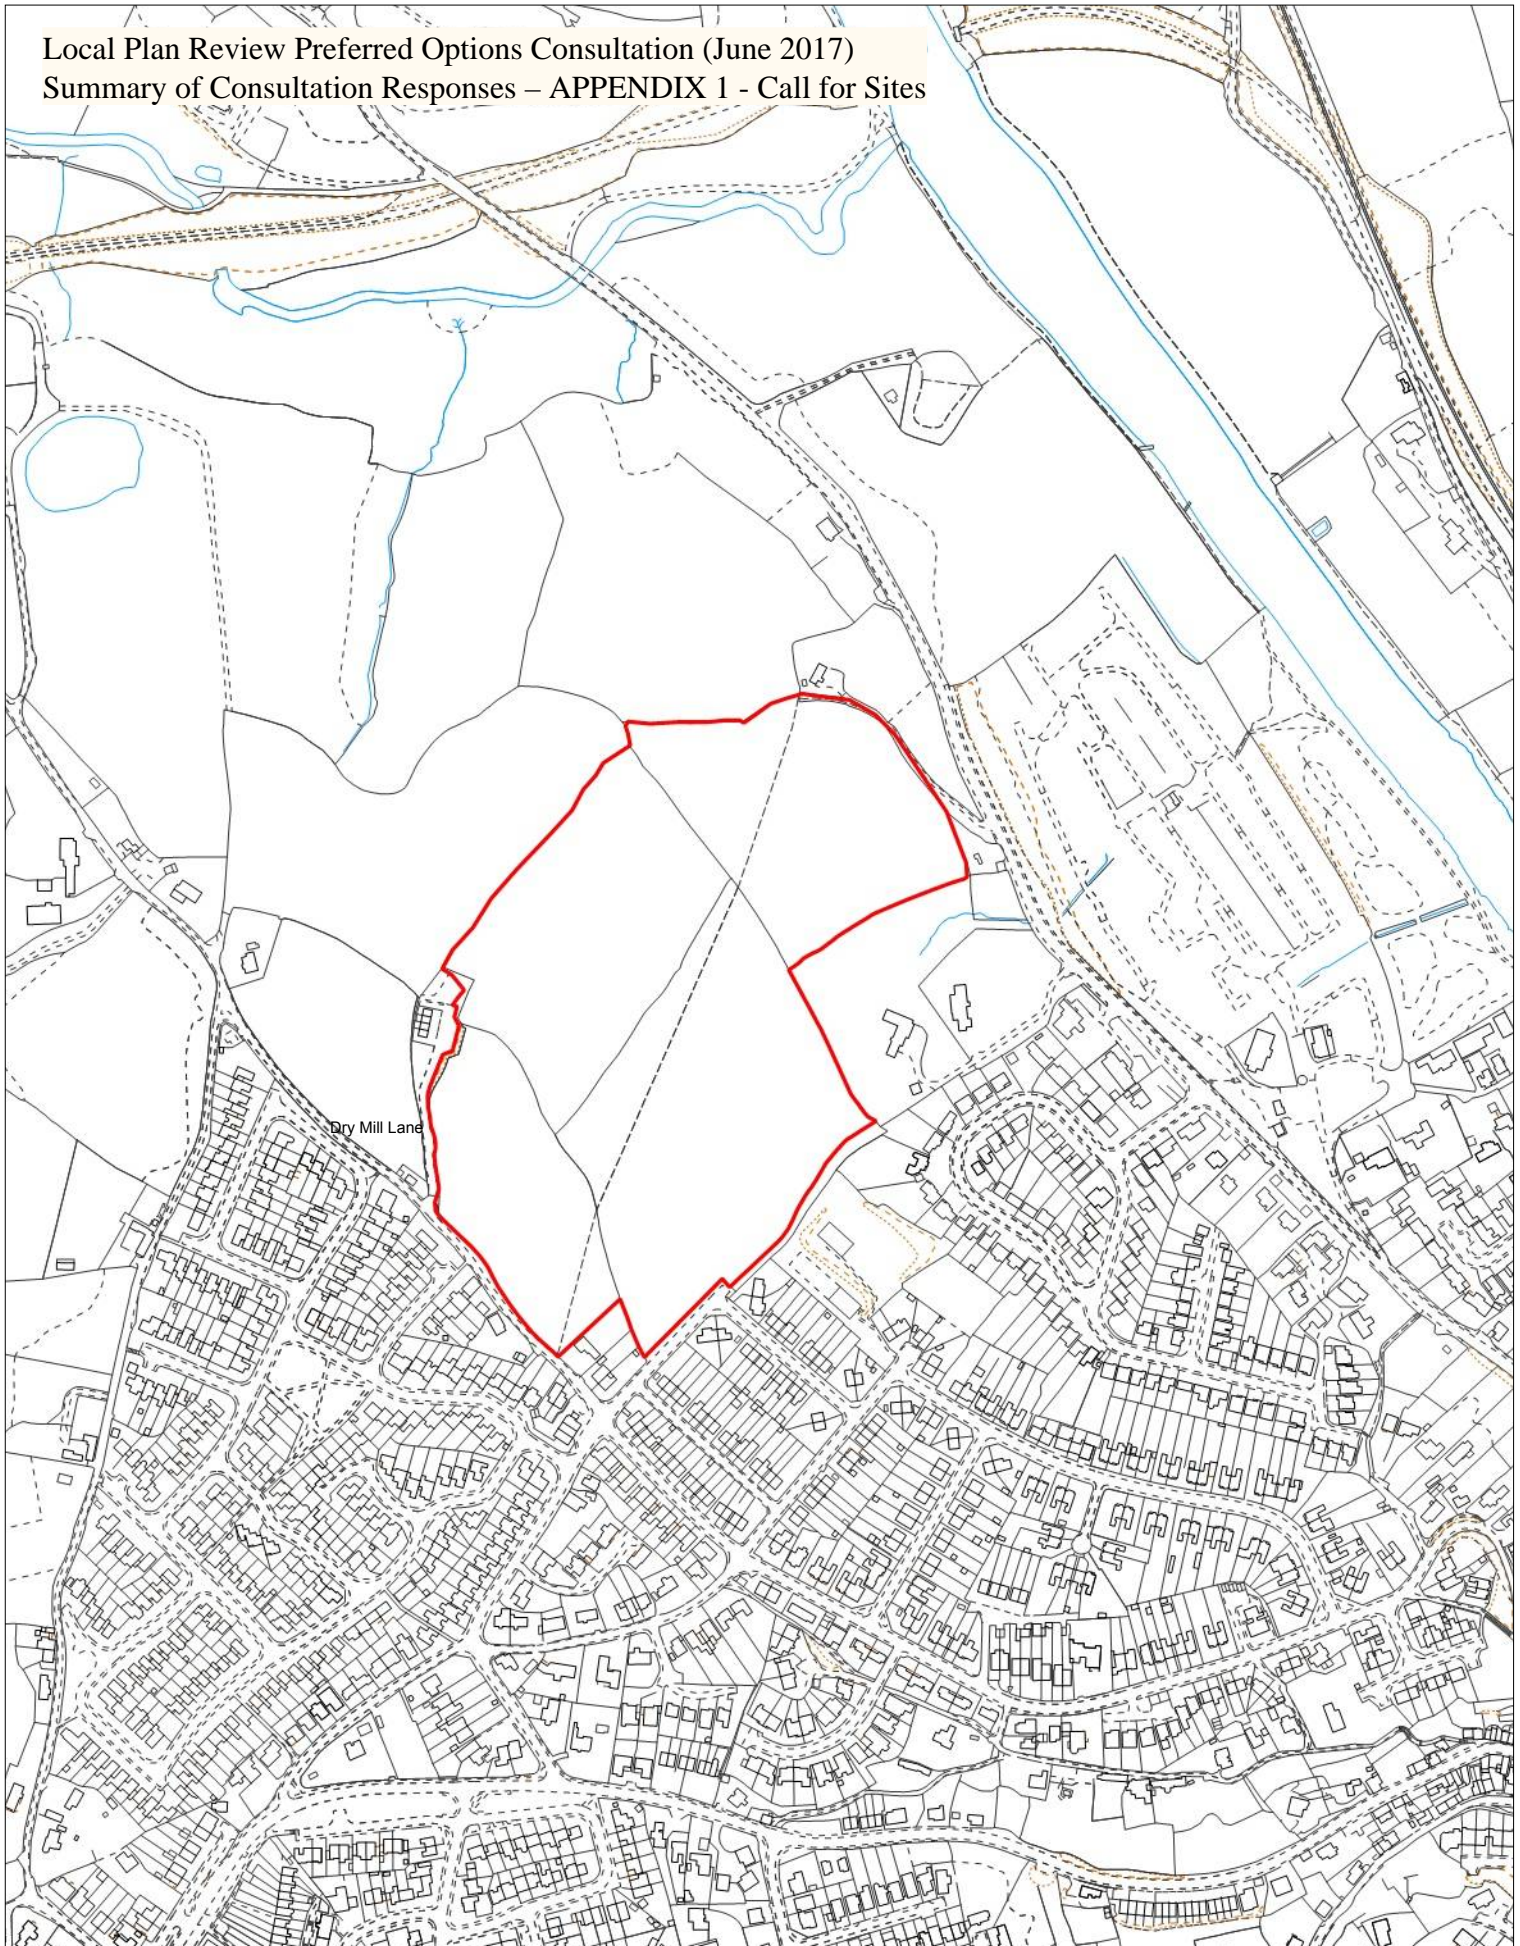 Local Plan Review Preferred Options Consultation (June 2017)
Summary of Consultation Responses – APPENDIX 1 - Call for Sites
Dry Mill Lane